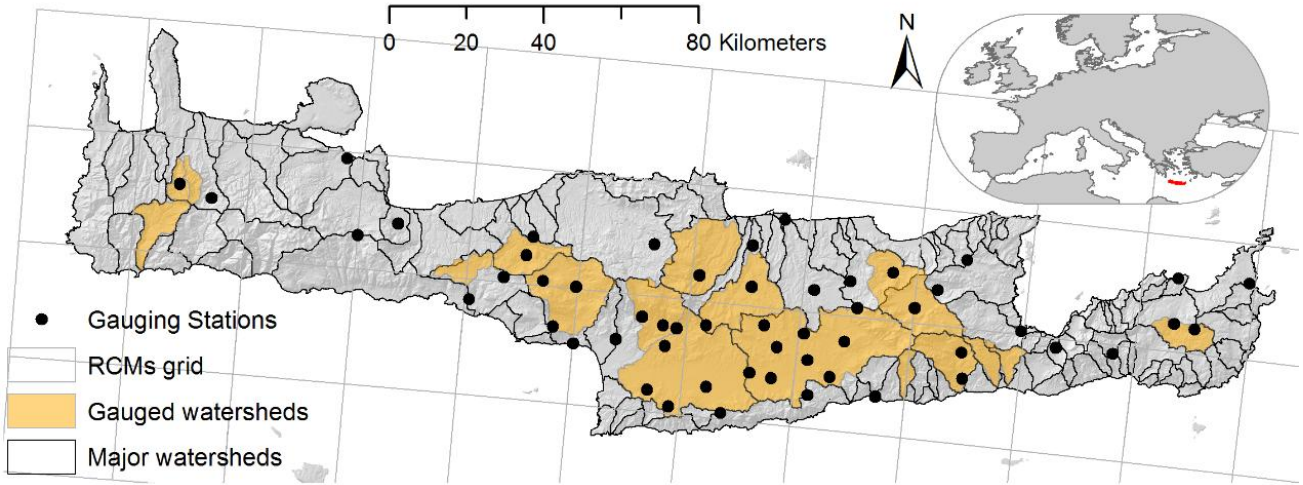 N
0 20 40 80 Kilometers
Gauging Stations
RCMs grid
Gauged watersheds
Major watersheds